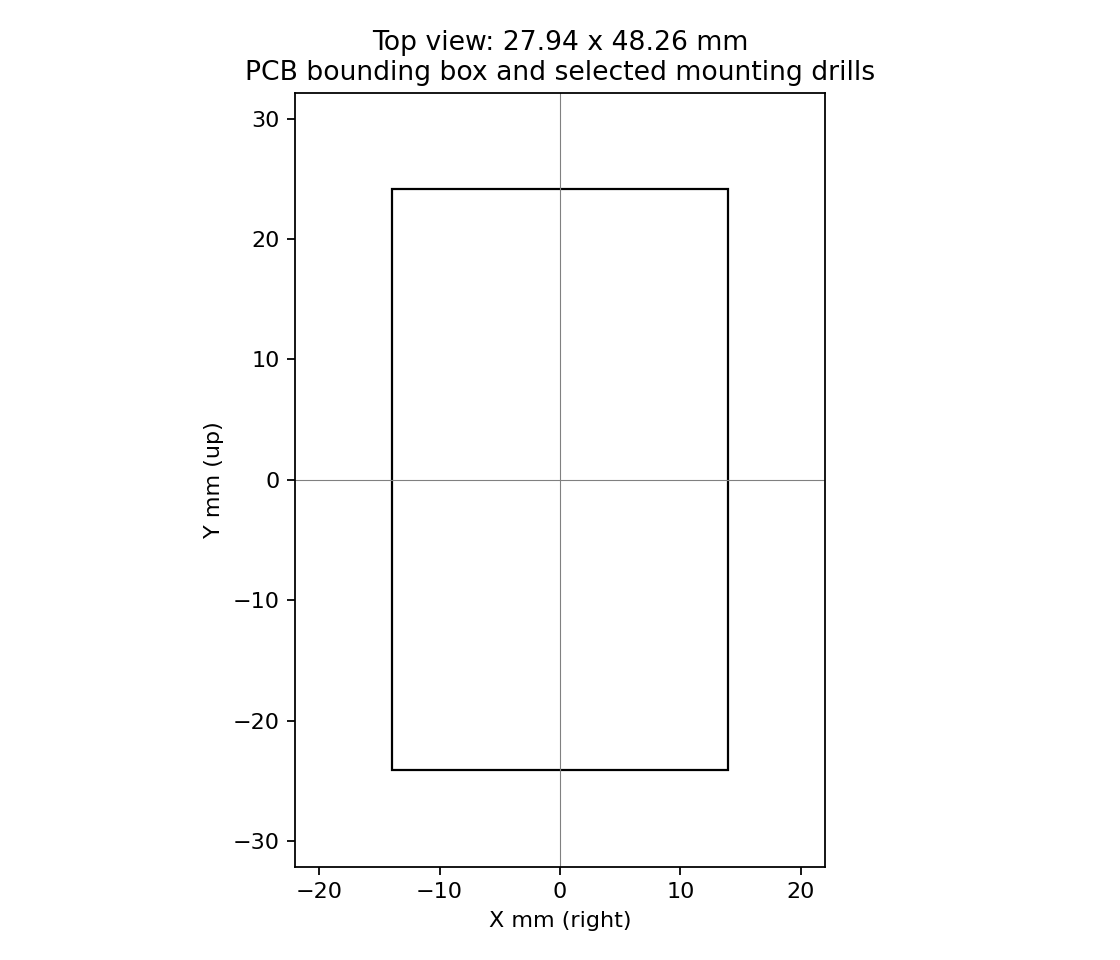 Top view: 27.94 x 48.26 mm
PCB bounding box and selected mounting drills
30
20
10
0
−10
−20
−30
Y mm (up)
−20 −10 0 10 20
X mm (right)